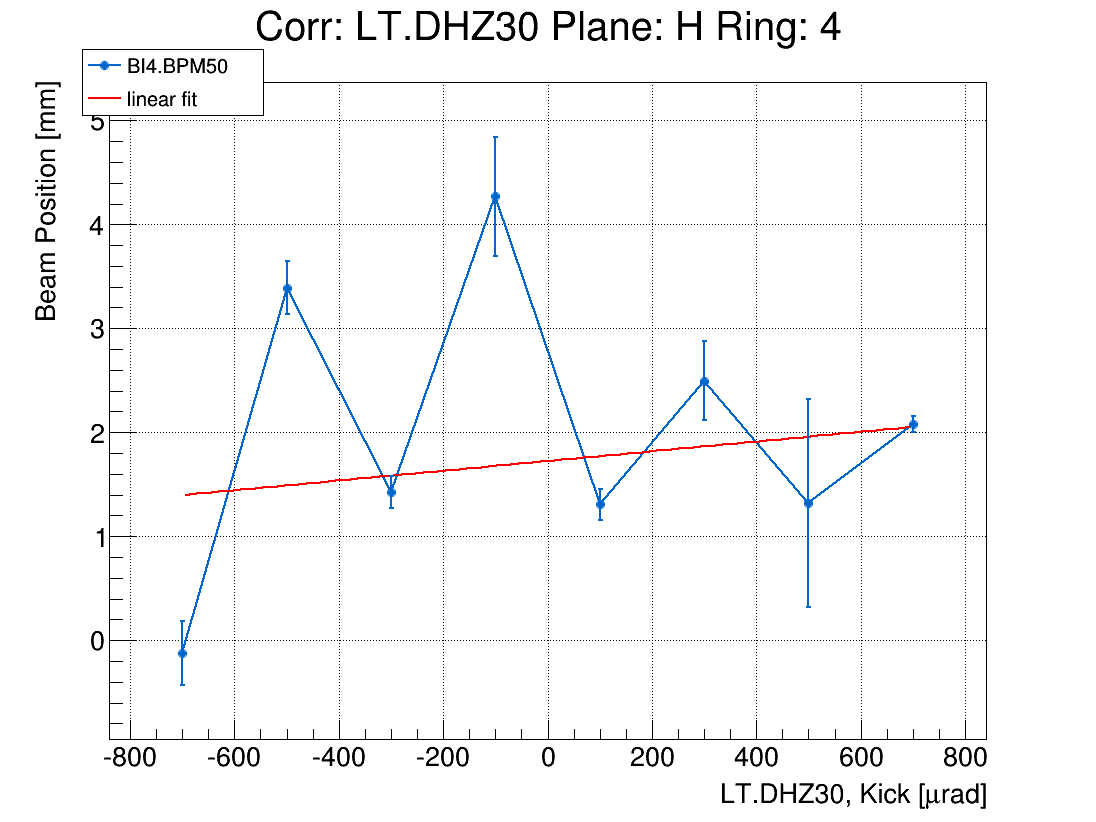 Corr: LT.DHZ30 Plane: H Ring: 4
BI4.BPM50
linear fit
Beam Position [mm]
5
4
3
2
1
0
-800 -600 -400 -200 0 200 400 600 800
LT.DHZ30, Kick [μrad]